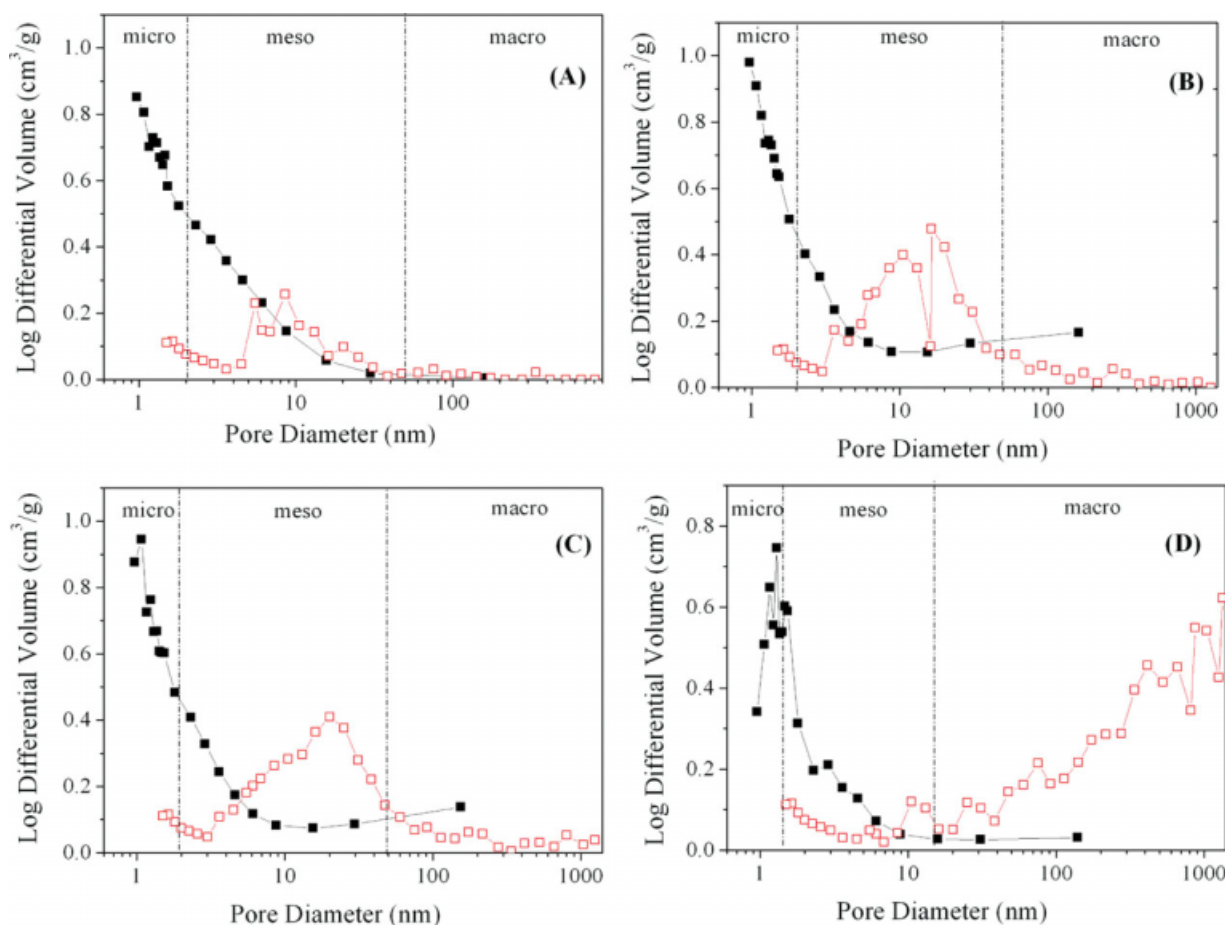 micro meso macro
(A)
Log Differential Volume (cm³/g)
1.0
0.8
0.6
0.4
0.2
0.0
1 10 100
Pore Diameter (nm)
micro meso macro
(B)
Log Differential Volume (cm³/g)
1.0
0.8
0.6
0.4
0.2
0.0
1 10 100 1000
Pore Diameter (nm)
micro meso macro
(C)
Log Differential Volume (cm³/g)
1.0
0.8
0.6
0.4
0.2
0.0
1 10 100 1000
Pore Diameter (nm)
micro meso macro
(D)
Log Differential Volume (cm³/g)
0.8
0.6
0.4
0.2
0.0
1 10 100 1000
Pore Diameter (nm)